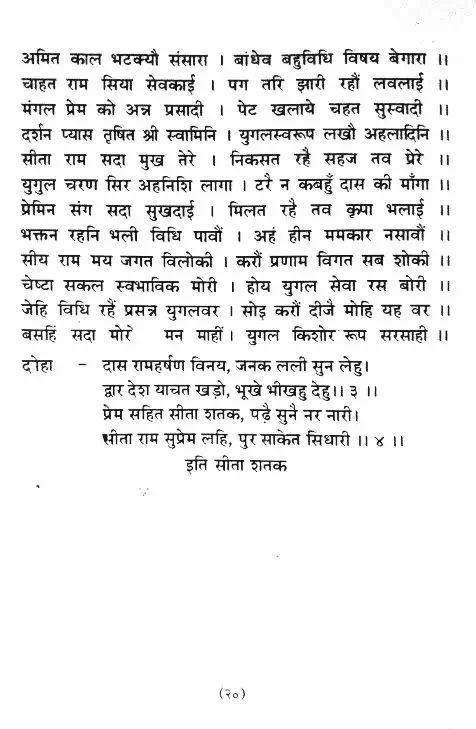 अमित काल भटक्यौ संसारा । बांधेव बहुविधि विषय बेगारा ।।
चाहत राम सिया सेवकाई । पग तरि झारी रहौं लवलाई ।।
मंगल प्रेम को अन्न प्रसादी । पेट खलाये चहत सुस्वादी ।।
दर्शन प्यास तृषित श्री स्वामिनि । युगलस्वरूप लखौ अहलादिनि ।।
सीता राम सदा मुख तेरे । निकसत रहै सहज तव प्रेरे ।।
युगुल चरण सिर अहनिशि लागा । टरै न कबहुँ दास की माँगा ।।
प्रेमिन संग सदा सुखदाई । मिलत रहै तव कृपा भलाई ।।
भक्तन रहनि भली विधि पावौं । अहं हीन ममकार नसावौं ।।
सीय राम मय जगत विलोकी । करौं प्रणाम विगत सब शोकी ।।
चेष्टा सकल स्वभाविक मोरी । होय युगल सेवा रस बोरी ।।
जेहि विधि रहैं प्रसन्न युगलवर । सोइ करौं दीजै मोहि यह वर ।।
बसहिं सदा मोरे मन माहीं । युगल किशोर रूप सरसाही ।।
दोहा – दास रामहर्षण विनय, जनक लली सुन लेहु।
द्वार देश याचत खड़ो, भूखे भीखहु देहु।। ३ ।।
प्रेम सहित सीता शतक, पढ़ै सुनै नर नारी।
सीता राम सुप्रेम लहि, पुर साकेत सिधारी ।। ४ ।।
इति सीता शतक
(२०)